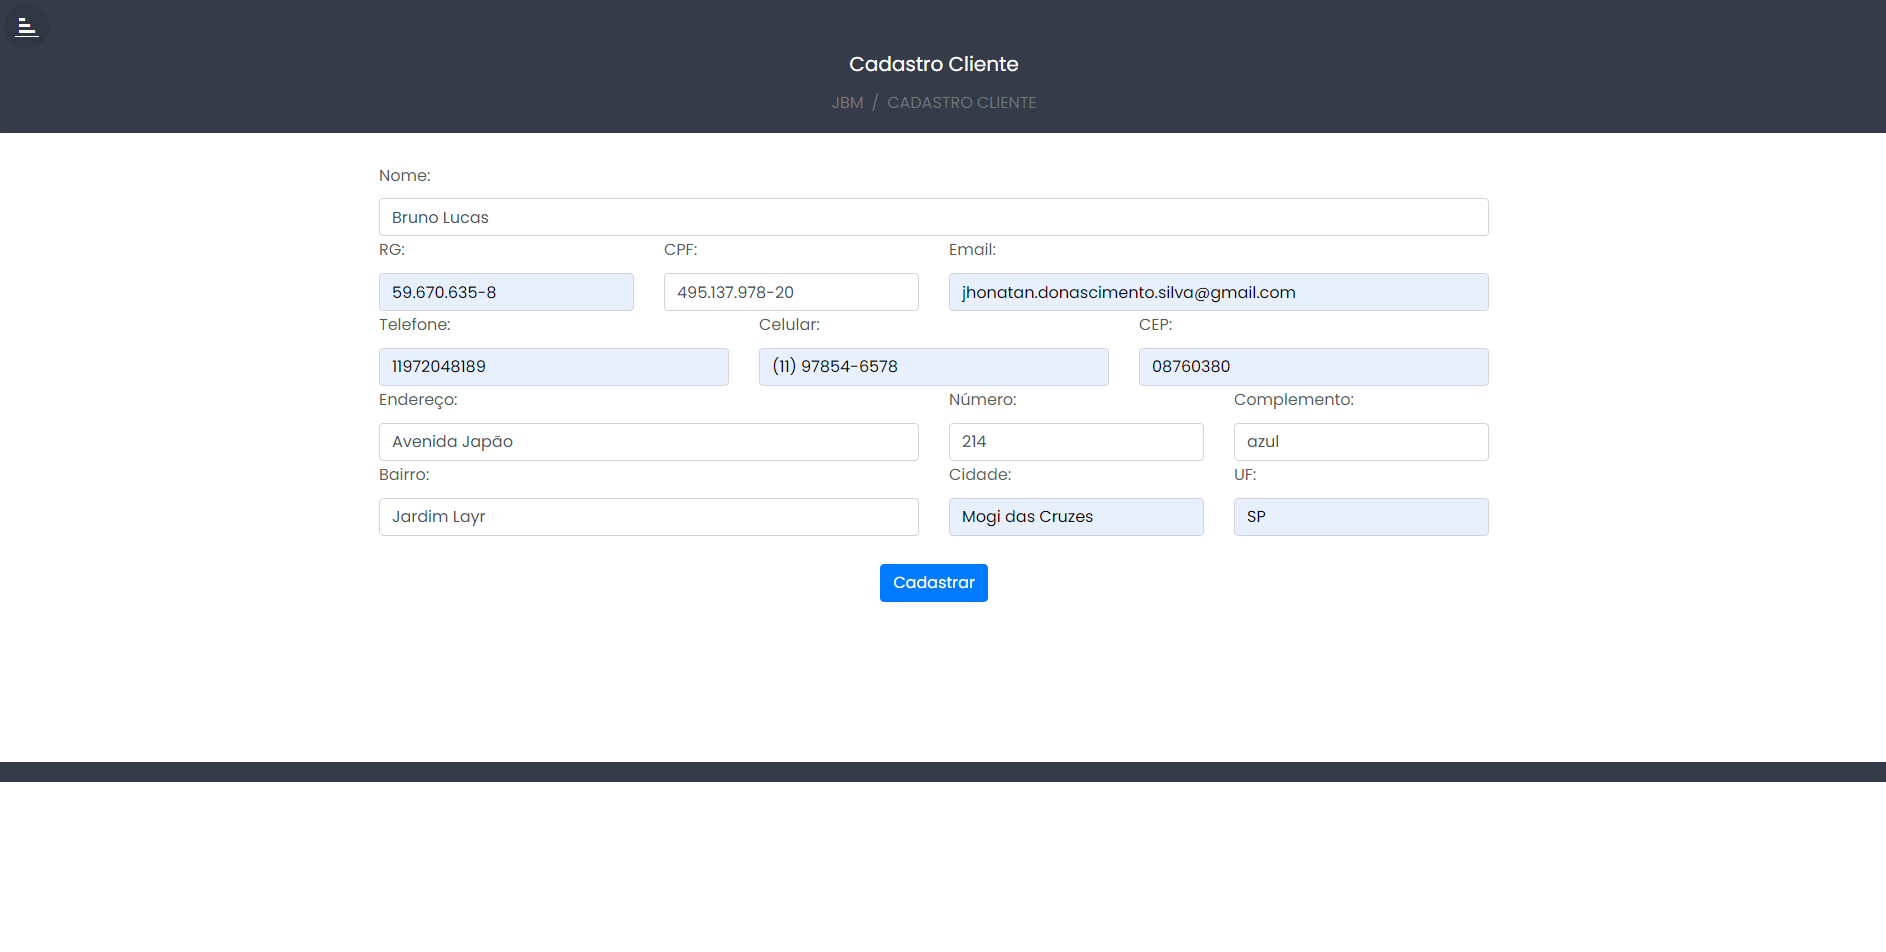 Cadastro Cliente
JBM / CADASTRO CLIENTE
Nome:
Bruno Lucas
RG: CPF: Email:
59.670.635-8 495.137.978-20 jhonatan.donascimento.silva@gmail.com
Telefone: Celular: CEP:
11972048189 (11) 97854-6578 08760380
Endereço: Número: Complemento:
Avenida Japão 214 azul
Bairro: Cidade: UF:
Jardim Layr Mogi das Cruzes SP
Cadastrar